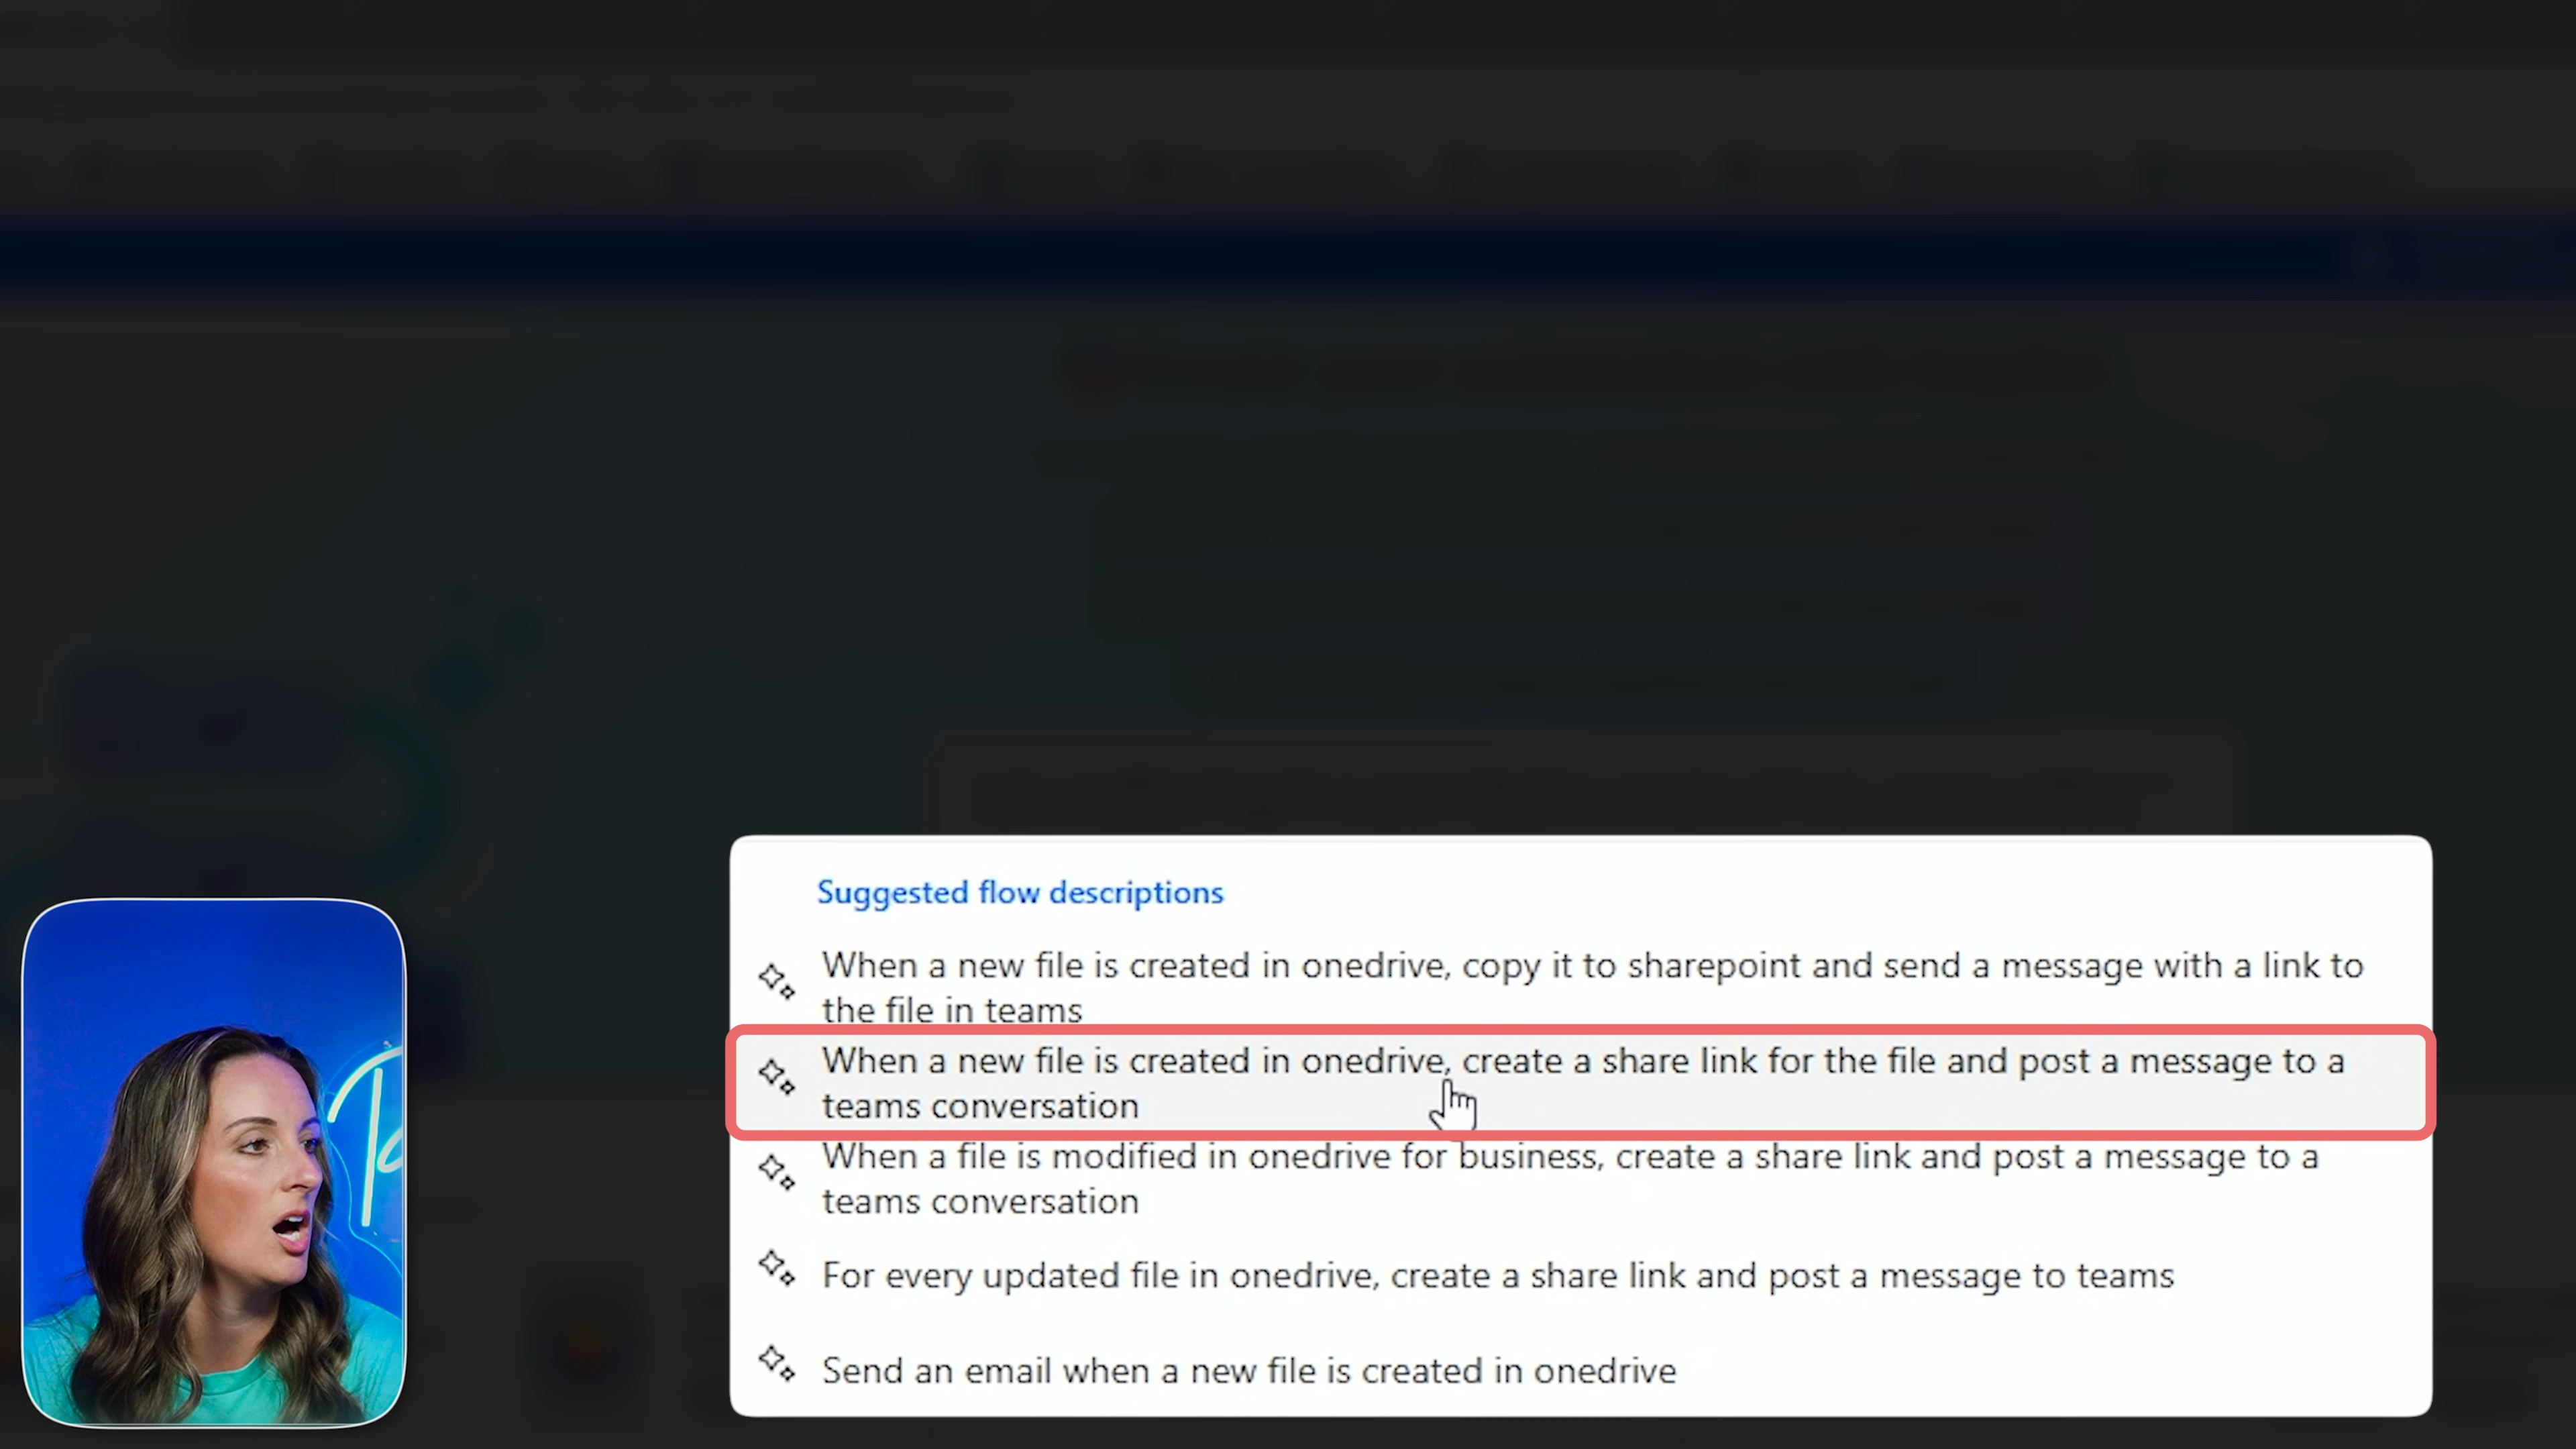 Suggested flow descriptions
When a new file is created in onedrive, copy it to sharepoint and send a message with a link to
the file in teams
When a new file is created in onedrive, create a share link for the file and post a message to a
teams conversation
When a file is modified in onedrive for business, create a share link and post a message to a
teams conversation
For every updated file in onedrive, create a share link and post a message to teams
Send an email when a new file is created in onedrive